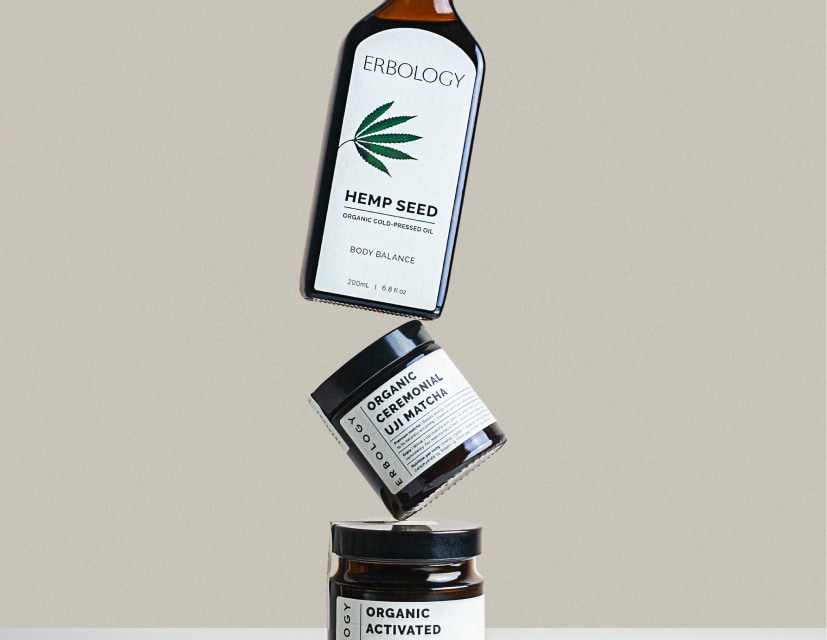 ERBOLOGY
HEMP SEED
ORGANIC COLD-PRESSED OIL
BODY BALANCE
200mL | 6.8 fl oz
ERBOLOGY
ORGANIC
CEREMONIAL
UJI MATCHA
OLOGY
ORGANIC
ACTIVATED